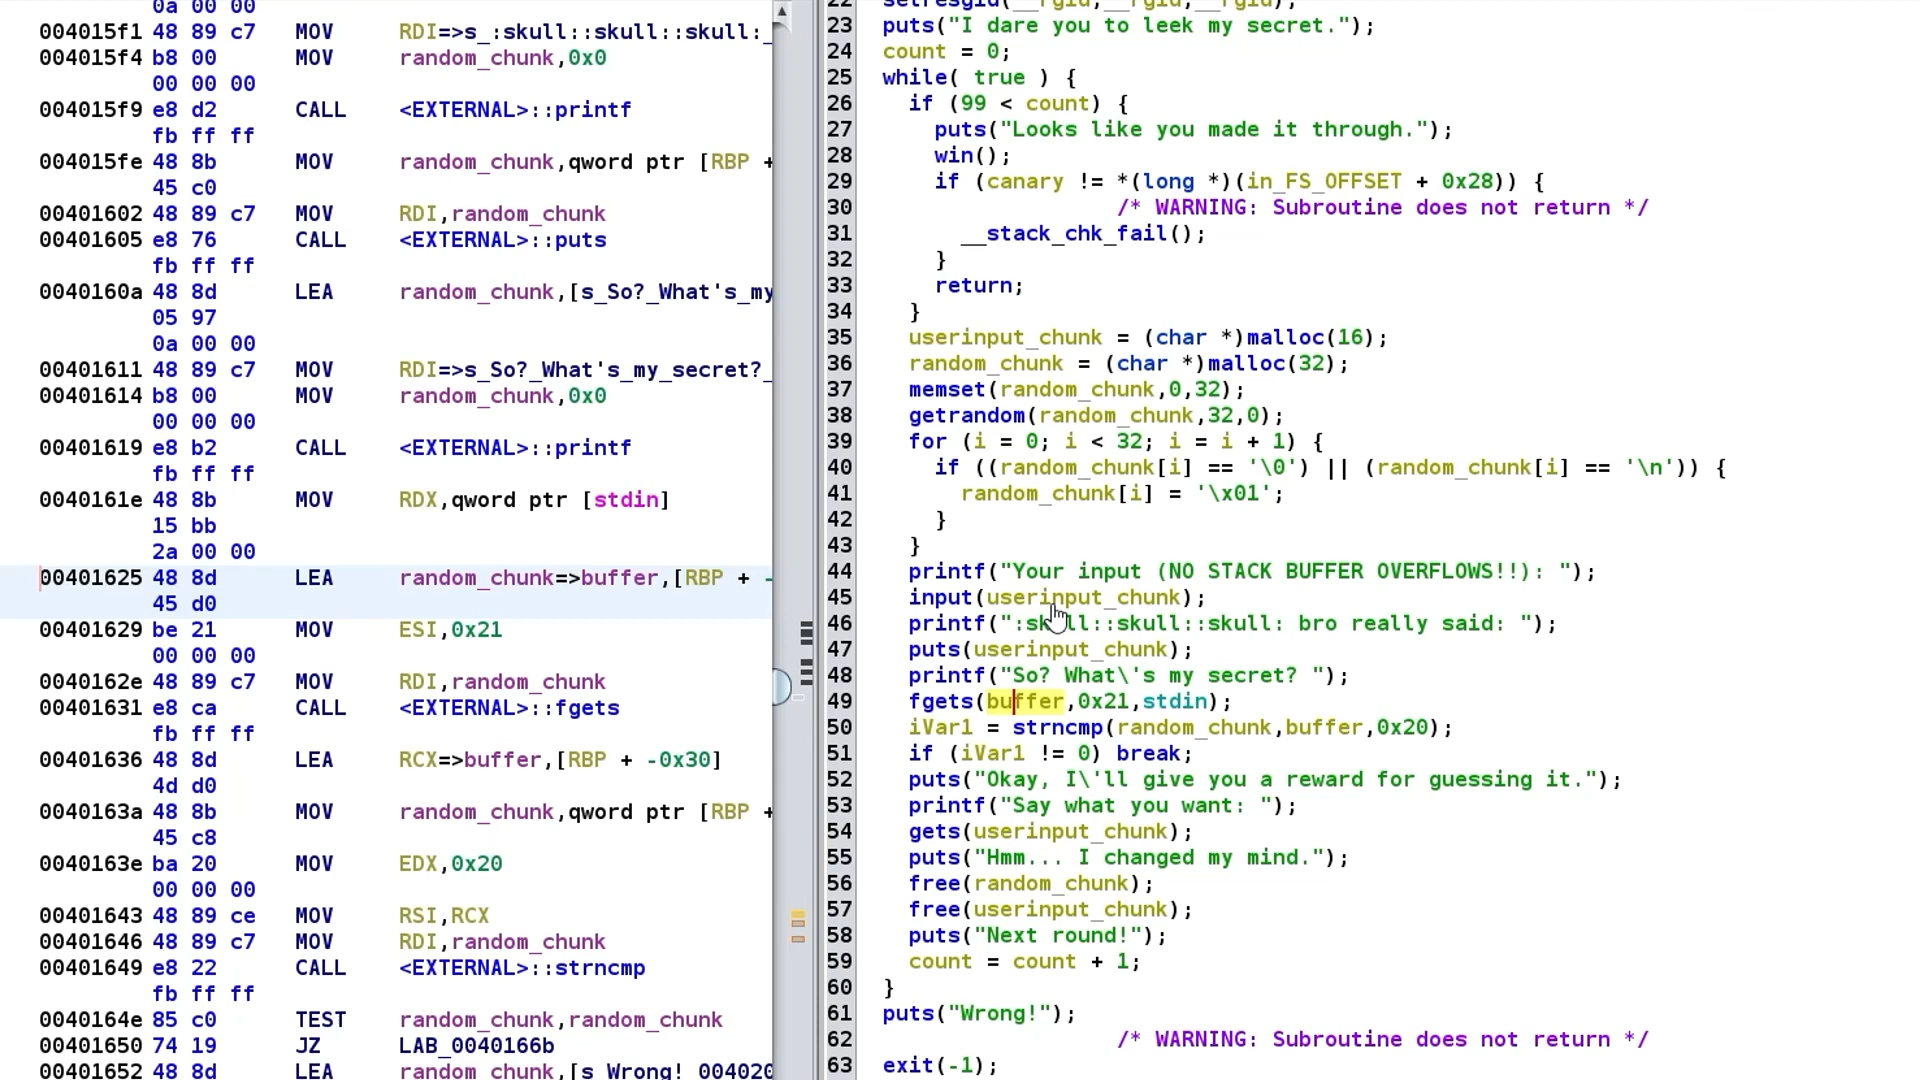 0a 00 00
004015f1 48 89 c7 MOV RDI=>s_:skull::skull::skull:_
004015f4 b8 00 MOV random_chunk,0x0
00 00 00
004015f9 e8 d2 CALL <EXTERNAL>::printf
fb ff ff
004015fe 48 8b MOV random_chunk,qword ptr [RBP +
45 c0
00401602 48 89 c7 MOV RDI,random_chunk
00401605 e8 76 CALL <EXTERNAL>::puts
fb ff ff
0040160a 48 8d LEA random_chunk,[s_So?_What's_my
05 97
0a 00 00
00401611 48 89 c7 MOV RDI=>s_So?_What's_my_secret?_
00401614 b8 00 MOV random_chunk,0x0
00 00 00
00401619 e8 b2 CALL <EXTERNAL>::printf
fb ff ff
0040161e 48 8b MOV RDX,qword ptr [stdin]
15 bb
2a 00 00
00401625 48 8d LEA random_chunk=>buffer,[RBP + -
45 d0
00401629 be 21 MOV ESI,0x21
00 00 00
0040162e 48 89 c7 MOV RDI,random_chunk
00401631 e8 ca CALL <EXTERNAL>::fgets
fb ff ff
00401636 48 8d LEA RCX=>buffer,[RBP + -0x30]
4d d0
0040163a 48 8b MOV random_chunk,qword ptr [RBP +
45 c8
0040163e ba 20 MOV EDX,0x20
00 00 00
00401643 48 89 ce MOV RSI,RCX
00401646 48 89 c7 MOV RDI,random_chunk
00401649 e8 22 CALL <EXTERNAL>::strncmp
fb ff ff
0040164e 85 c0 TEST random_chunk,random_chunk
00401650 74 19 JZ LAB_0040166b
00401652 48 8d LEA random_chunk,[s_Wrong!_004020
22 setresgid(__rgid,__rgid,__rgid);
23 puts("I dare you to leek my secret.");
24 count = 0;
25 while( true ) {
26 if (99 < count) {
27 puts("Looks like you made it through.");
28 win();
29 if (canary != *(long *)(in_FS_OFFSET + 0x28)) {
30 /* WARNING: Subroutine does not return */
31 __stack_chk_fail();
32 }
33 return;
34 }
35 userinput_chunk = (char *)malloc(16);
36 random_chunk = (char *)malloc(32);
37 memset(random_chunk,0,32);
38 getrandom(random_chunk,32,0);
39 for (i = 0; i < 32; i = i + 1) {
40 if ((random_chunk[i] == '\0') || (random_chunk[i] == '\n')) {
41 random_chunk[i] = '\x01';
42 }
43 }
44 printf("Your input (NO STACK BUFFER OVERFLOWS!!): ");
45 input(userinput_chunk);
46 printf(":skull::skull::skull: bro really said: ");
47 puts(userinput_chunk);
48 printf("So? What\'s my secret? ");
49 fgets(buffer,0x21,stdin);
50 iVar1 = strncmp(random_chunk,buffer,0x20);
51 if (iVar1 != 0) break;
52 puts("Okay, I\'ll give you a reward for guessing it.");
53 printf("Say what you want: ");
54 gets(userinput_chunk);
55 puts("Hmm... I changed my mind.");
56 free(random_chunk);
57 free(userinput_chunk);
58 puts("Next round!");
59 count = count + 1;
60 }
61 puts("Wrong!");
62 /* WARNING: Subroutine does not return */
63 exit(-1);